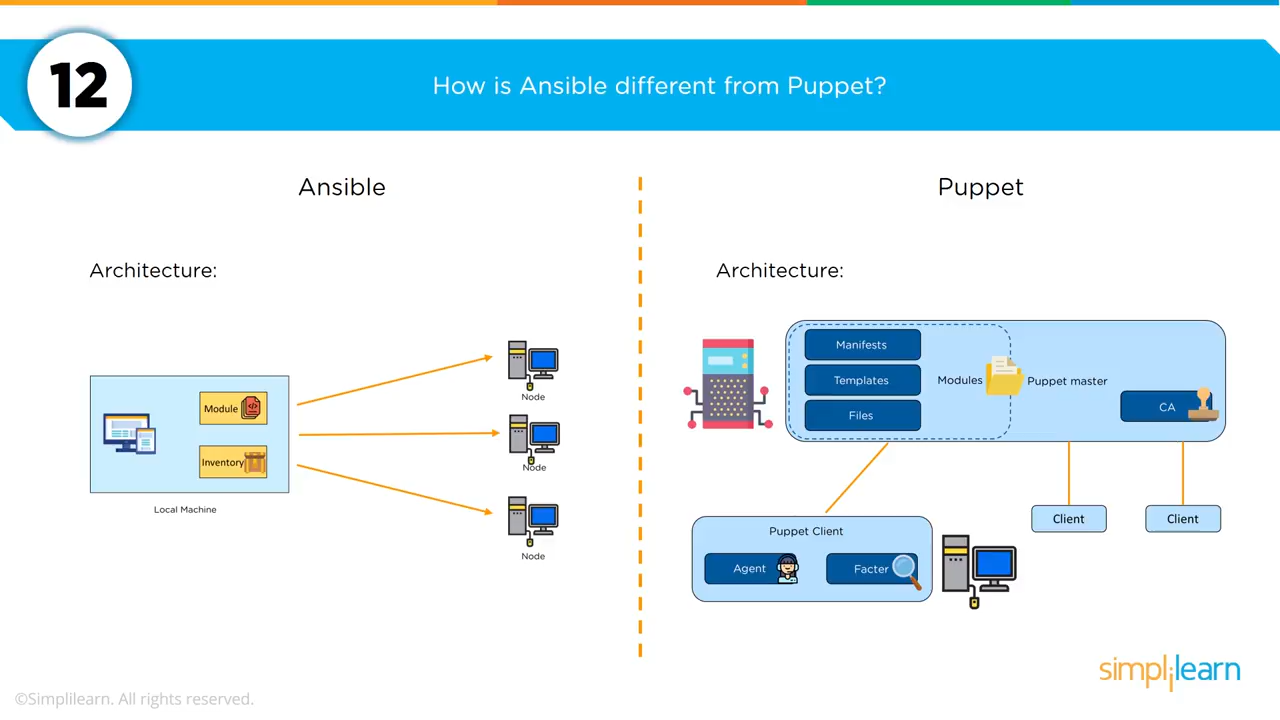 12
How is Ansible different from Puppet?
Ansible
Architecture:
Module
Inventory
Local Machine
Node
Node
Node
Puppet
Architecture:
Manifests
Templates
Files
Modules
Puppet master
CA
Puppet Client
Agent
Facter
Client
Client
simplilearn
©Simplilearn. All rights reserved.